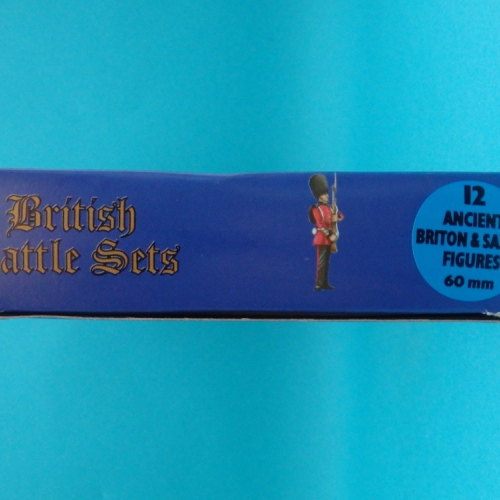 British
attle Sets
12
ANCIENT
BRITON & SA
FIGURES
60 mm